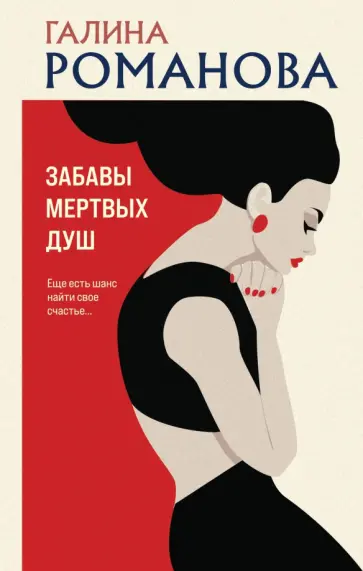 ГАЛИНА
РОМАНОВА
ЗАБАВЫ
МЕРТВЫХ
ДУШ
Еще есть шанс
найти свое
счастье...